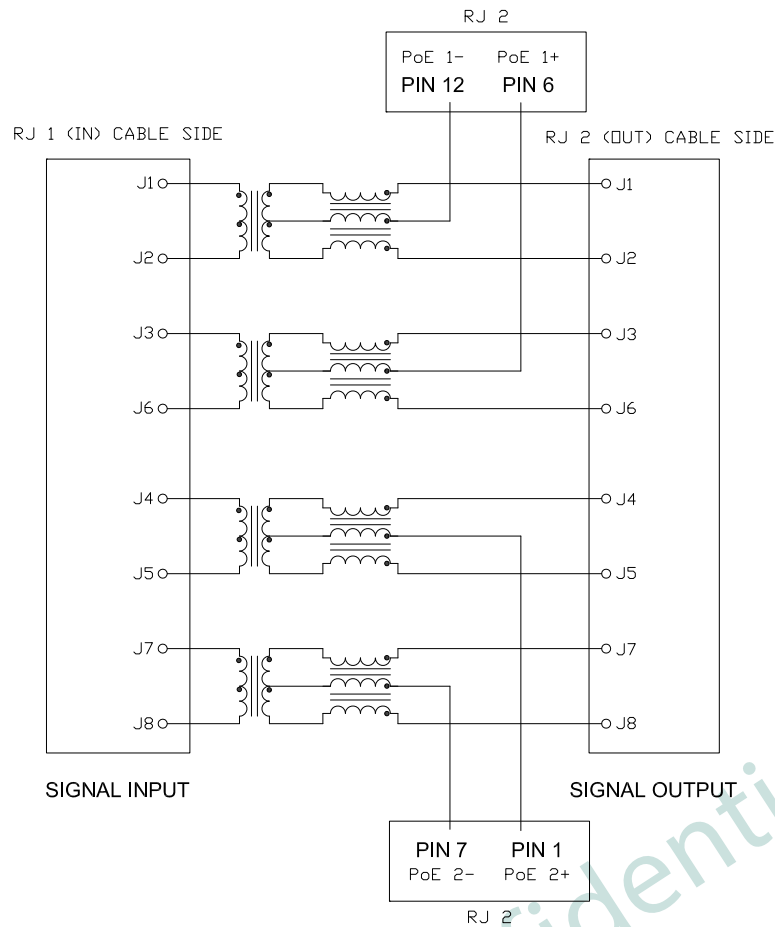 RJ 2
PoE 1- PoE 1+
PIN 12 PIN 6
RJ 1 (IN) CABLE SIDE
RJ 2 (OUT) CABLE SIDE
J1 J1
J2 J2
J3 J3
J6 J6
J4 J4
J5 J5
J7 J7
J8 J8
SIGNAL INPUT
SIGNAL OUTPUT
PIN 7 PIN 1
PoE 2- PoE 2+
RJ 2